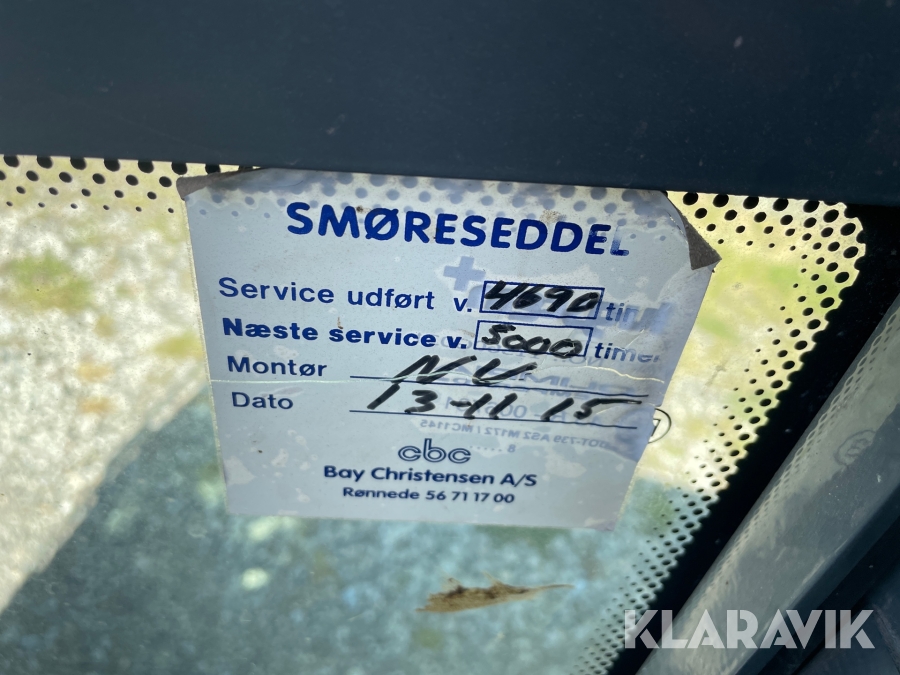 SMØRESEDDEL
Service udført v. 4690 timer
Næste service v. 5000 timer
Montør NV
Dato 13-11 15
cbc
Bay Christensen A/S
Rønnede 56 71 17 00
KLARAVIK